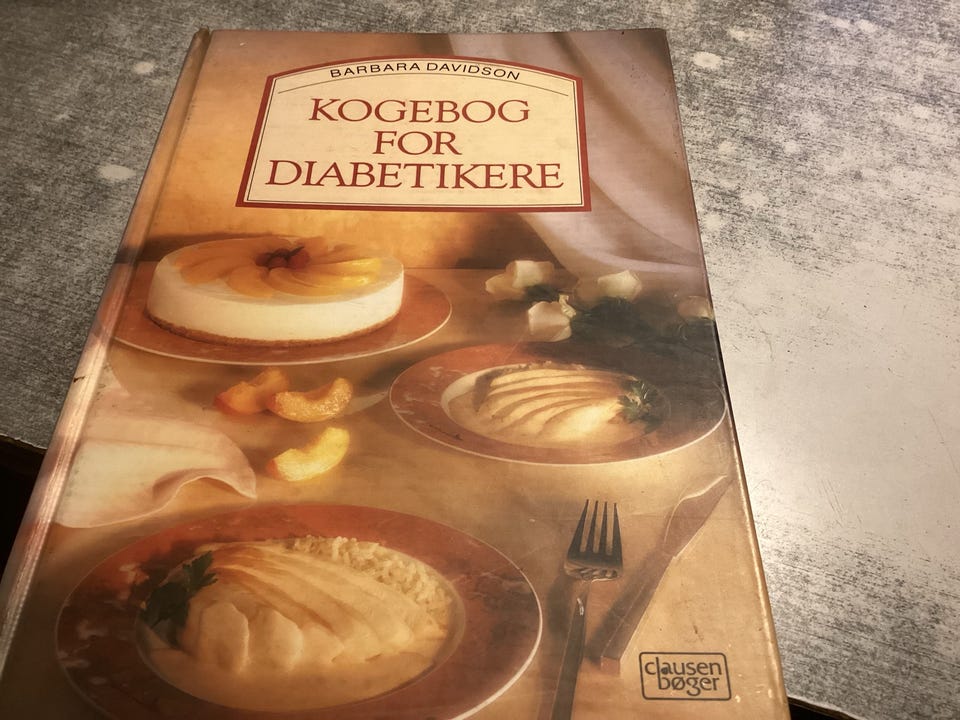 BARBARA DAVIDSON
KOGEBOG
FOR
DIABETIKERE
clausen
bøger